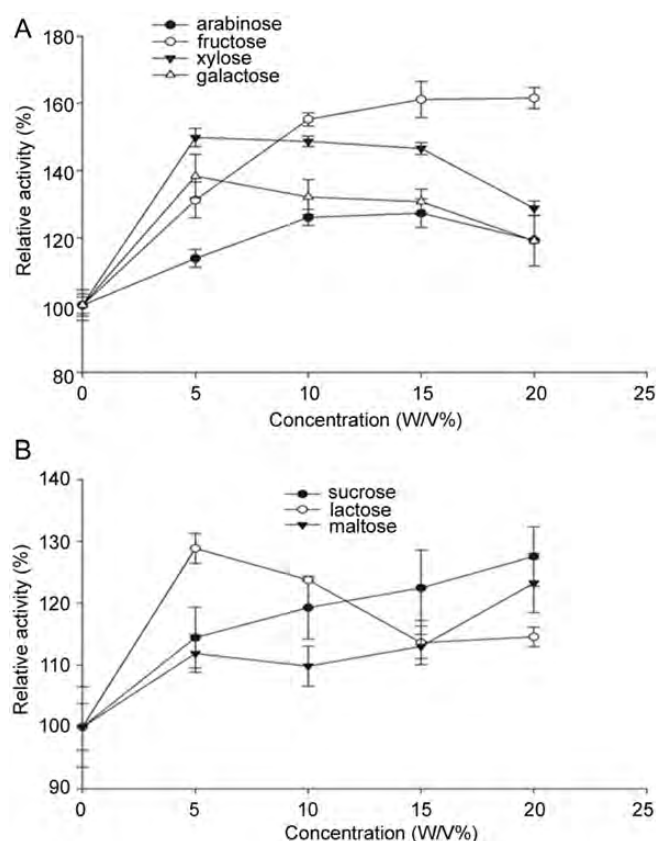 A
arabinose
fructose
xylose
galactose
180
160
140
120
100
80
Relative activity (%)
0 5 10 15 20 25
Concentration (W/V%)
B
sucrose
lactose
maltose
140
130
120
110
100
90
Relative activity (%)
0 5 10 15 20 25
Concentration (W/V%)